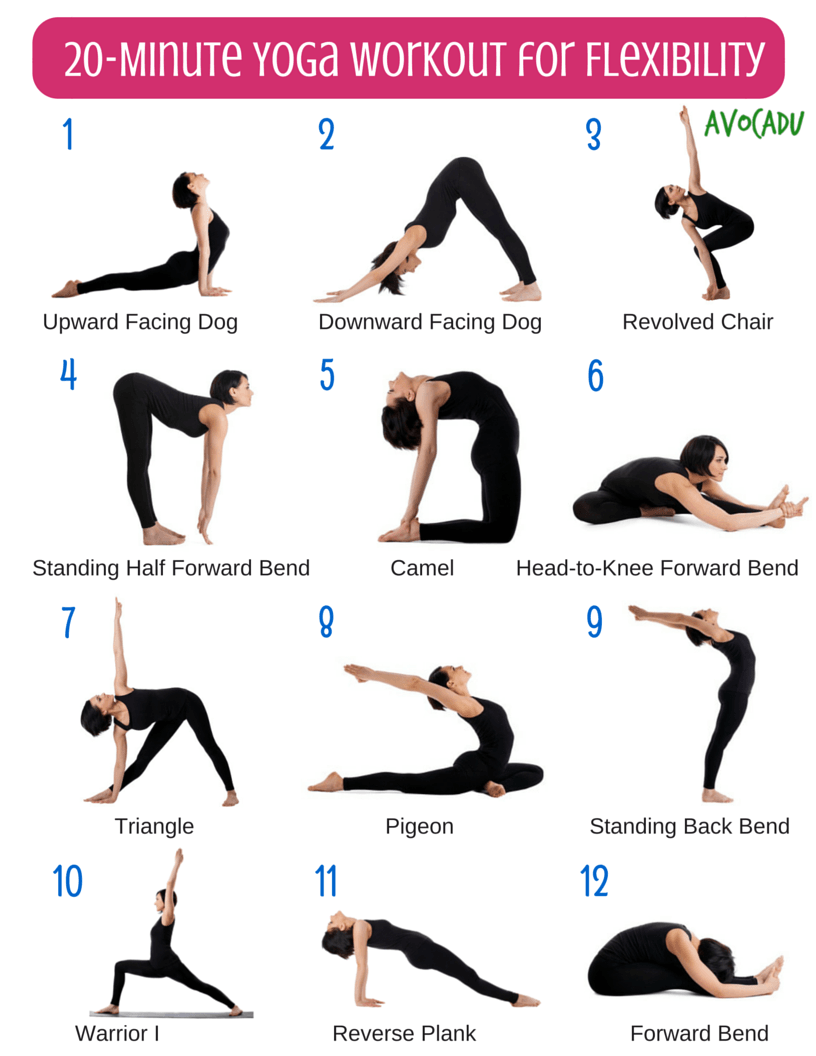 20-Minute Yoga Workout for Flexibility
AVOCADU
1
2
3
Upward Facing Dog
Downward Facing Dog
Revolved Chair
4
5
6
Standing Half Forward Bend
Camel
Head-to-Knee Forward Bend
7
8
9
Triangle
Pigeon
Standing Back Bend
10
11
12
Warrior I
Reverse Plank
Forward Bend